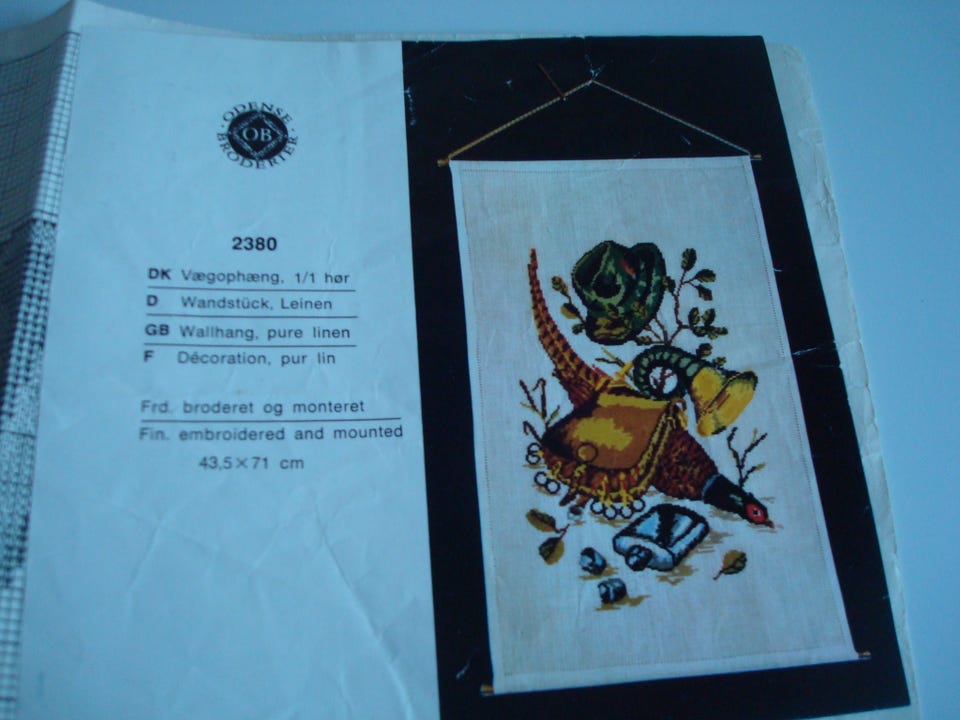 ODENSE
OB
BRODERIER
2380
DK Vægophæng, 1/1 hør
D Wandstück, Leinen
GB Wallhang, pure linen
F Décoration, pur lin
Frd. broderet og monteret
Fin. embroidered and mounted
43,5×71 cm